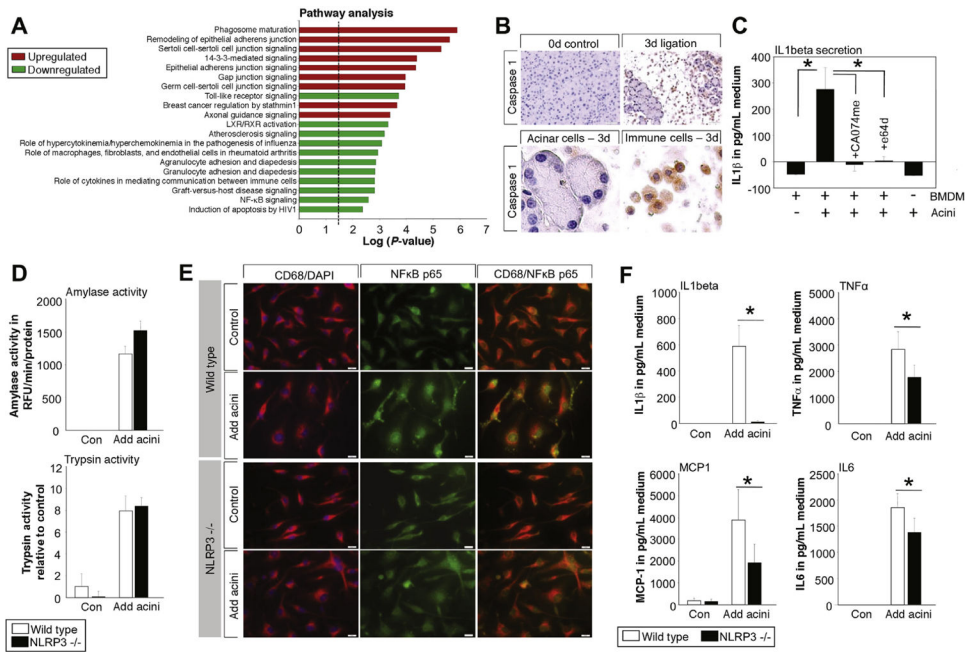 A
Pathway analysis
Upregulated
Downregulated
Phagosome maturation
Remodeling of epithelial adherens junction
Sertoli cell-sertoli cell junction signaling
14-3-3-mediated signaling
Epithelial adherens junction signaling
Gap junction signaling
Germ cell-sertoli cell junction signaling
Toll-like receptor signaling
Breast cancer regulation by stathmin1
Axonal guidance signaling
LXR/RXR activation
Atherosclerosis signaling
Role of hypercytokinemia/hyperchemokinemia in the pathogenesis of influenza
Role of macrophages, fibroblasts, and endothelial cells in rheumatoid arthritis
Agranulocyte adhesion and diapedesis
Granulocyte adhesion and diapedesis
Role of cytokines in mediating communication between immune cells
Graft-versus-host disease signaling
NF-κB signaling
Induction of apoptosis by HIV1
0 1 2 3 4 5 6 7
Log (P-value)
B
0d control
3d ligation
Caspase 1
Acinar cells – 3d
Immune cells – 3d
Caspase 1
C
IL1beta secretion
IL1β in pg/mL medium
400
300
200
100
0
-100
* *
+CA074me
+e64d
+ + + + - BMDM
- + + + + Acini
D
Amylase activity
Amylase activity in
RFU/min/protein
2000
1500
1000
500
0
Con Add acini
Trypsin activity
Trypsin activity
relative to control
14
12
10
8
6
4
2
0
Con Add acini
Wild type
NLRP3 -/-
E
CD68/DAPI
NFκB p65
CD68/NFκB p65
Wild type
Control
Add acini
NLRP3 -/-
Control
Add acini
F
IL1beta
IL1β in pg/mL medium
1000
800
600
400
200
0
*
Con Add acini
TNFα
TNFα in pg/mL medium
5000
4000
3000
2000
1000
0
*
Con Add acini
MCP1
MCP-1 in pg/mL medium
6000
5000
4000
3000
2000
1000
0
*
Con Add acini
IL6
IL6 in pg/mL medium
2500
2000
1500
1000
500
0
*
Con Add acini
Wild type
NLRP3 -/-